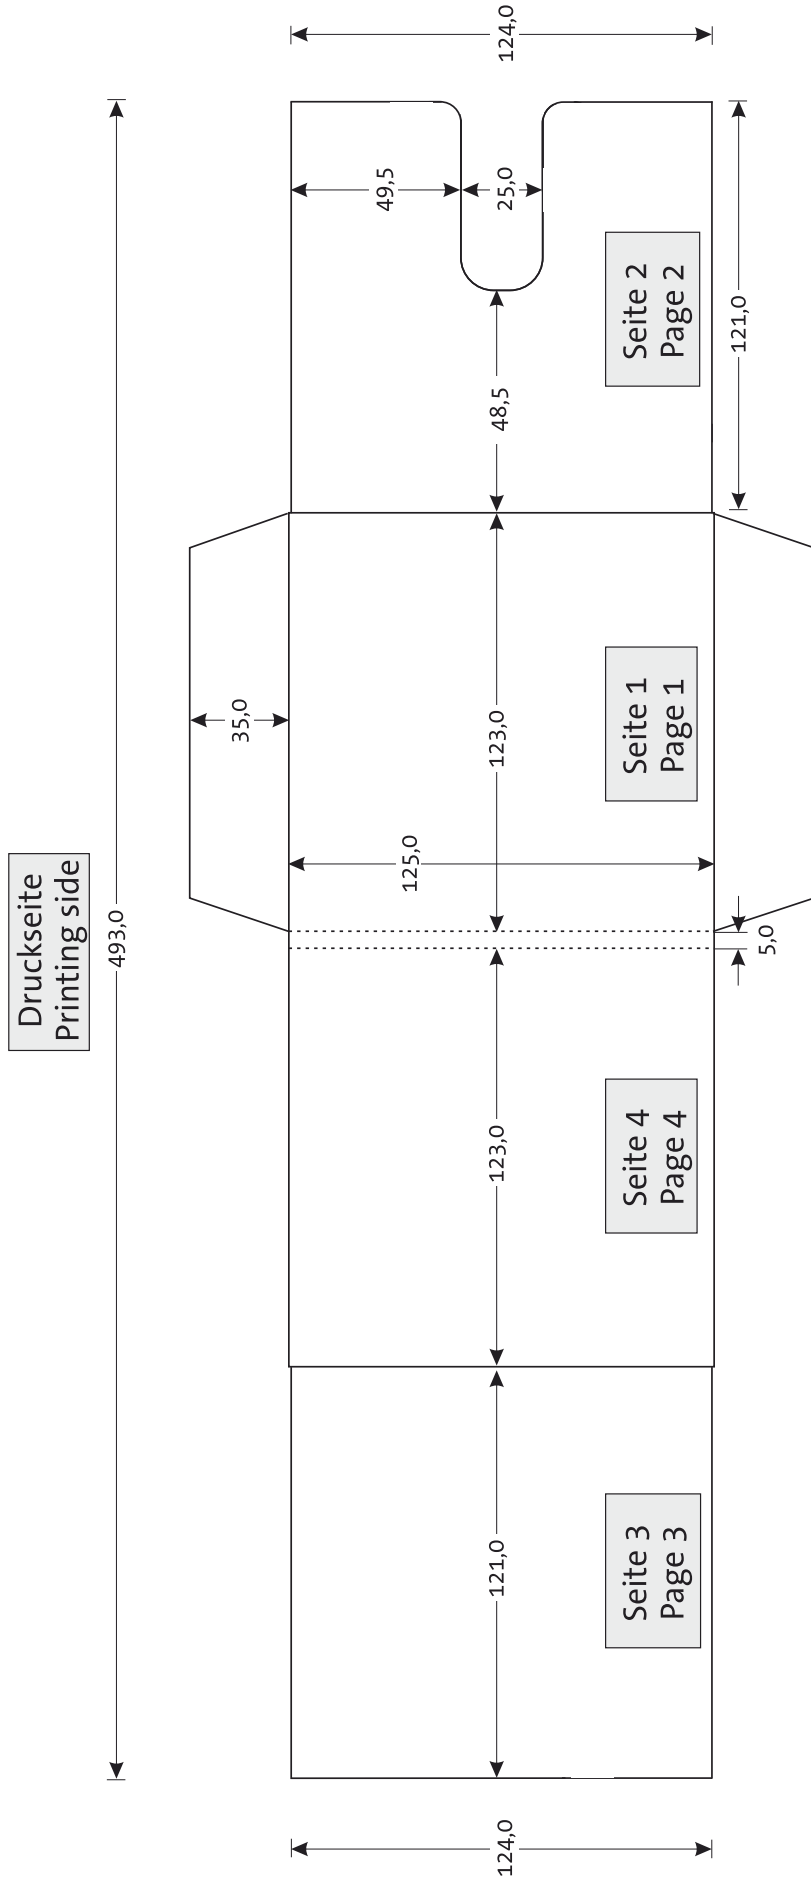 Druckseite
Printing side
493,0
124,0
49,5
25,0
Seite 2
Page 2
121,0
48,5
35,0
123,0
Seite 1
Page 1
125,0
5,0
123,0
Seite 4
Page 4
121,0
Seite 3
Page 3
124,0